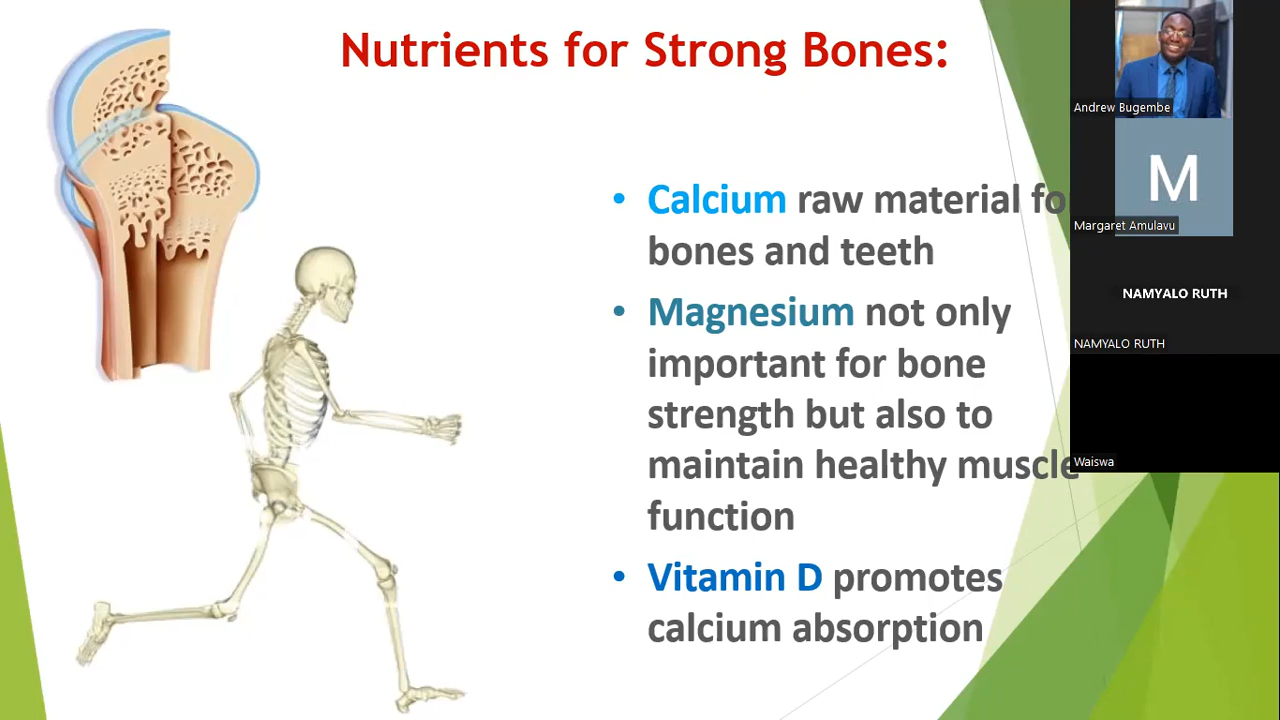 Nutrients for Strong Bones:
• Calcium raw material fo
bones and teeth
• Magnesium not only
important for bone
strength but also to
maintain healthy muscle
function
• Vitamin D promotes
calcium absorption
Andrew Bugembe
M
Margaret Amulavu
NAMYALO RUTH
NAMYALO RUTH
Waiswa